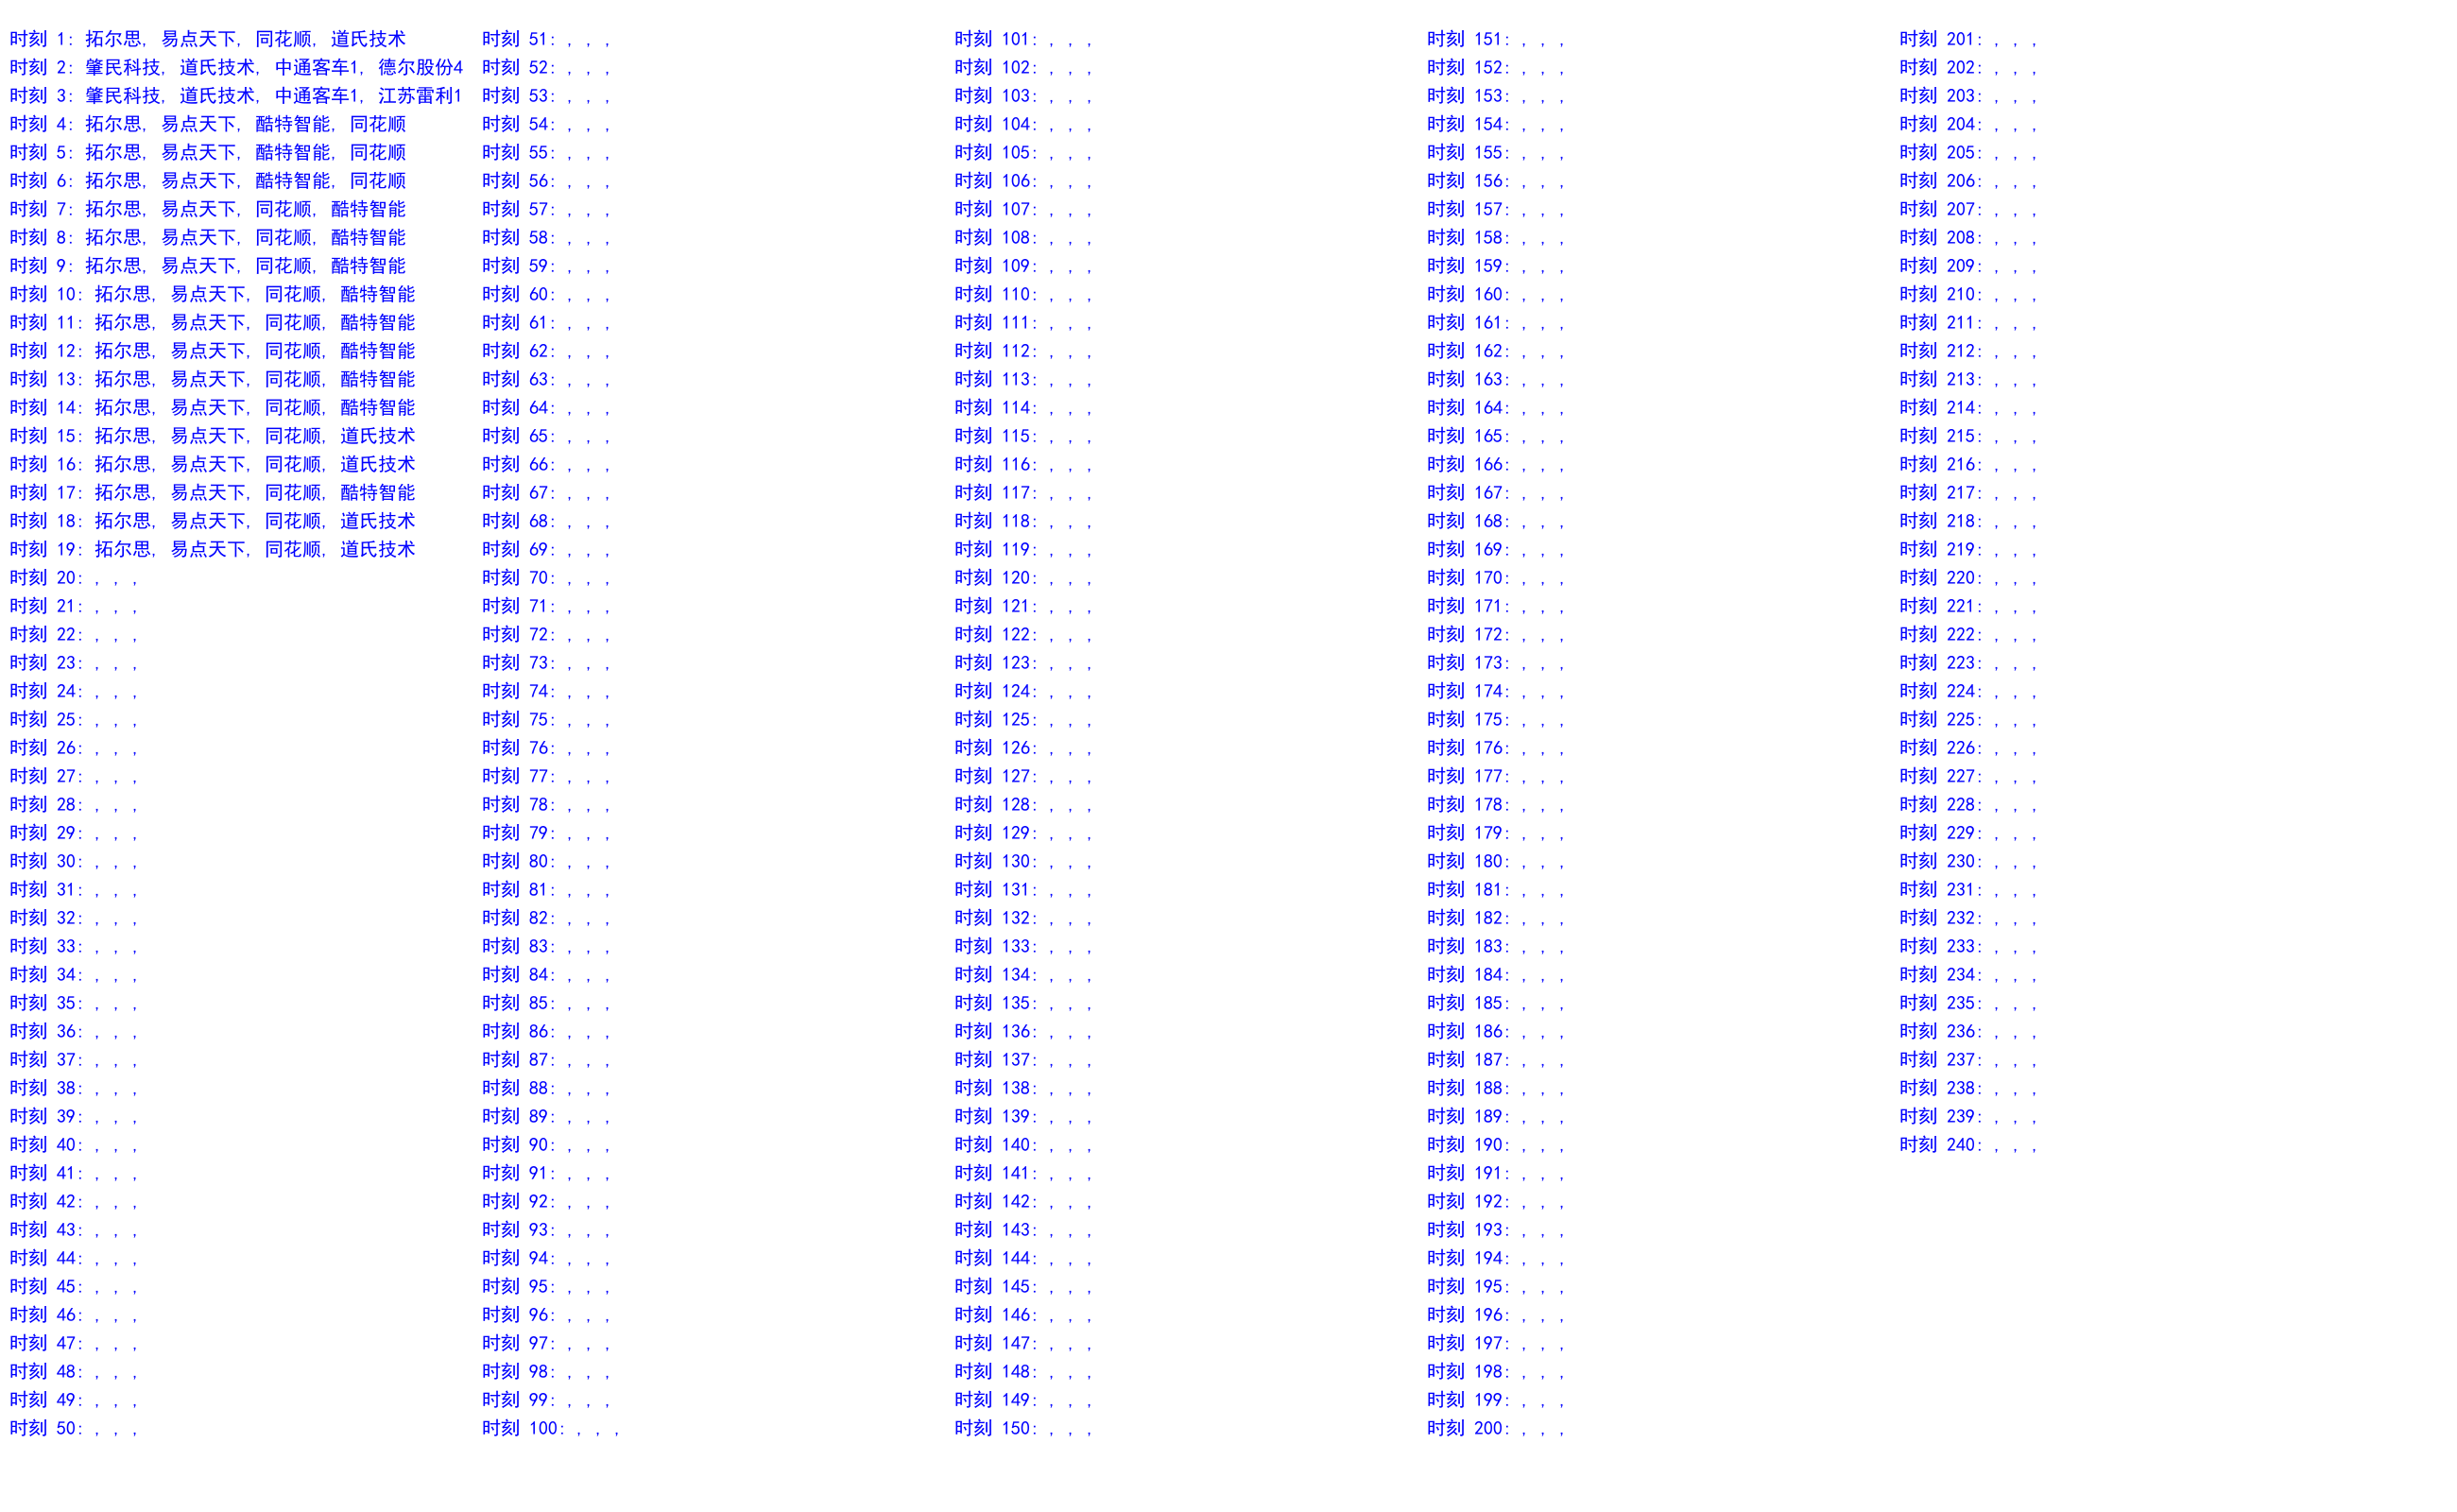 时刻 1: 拓尔思, 易点天下, 同花顺, 道氏技术
时刻 2: 肇民科技, 道氏技术, 中通客车1, 德尔股份4
时刻 3: 肇民科技, 道氏技术, 中通客车1, 江苏雷利1
时刻 4: 拓尔思, 易点天下, 酷特智能, 同花顺
时刻 5: 拓尔思, 易点天下, 酷特智能, 同花顺
时刻 6: 拓尔思, 易点天下, 酷特智能, 同花顺
时刻 7: 拓尔思, 易点天下, 同花顺, 酷特智能
时刻 8: 拓尔思, 易点天下, 同花顺, 酷特智能
时刻 9: 拓尔思, 易点天下, 同花顺, 酷特智能
时刻 10: 拓尔思, 易点天下, 同花顺, 酷特智能
时刻 11: 拓尔思, 易点天下, 同花顺, 酷特智能
时刻 12: 拓尔思, 易点天下, 同花顺, 酷特智能
时刻 13: 拓尔思, 易点天下, 同花顺, 酷特智能
时刻 14: 拓尔思, 易点天下, 同花顺, 酷特智能
时刻 15: 拓尔思, 易点天下, 同花顺, 道氏技术
时刻 16: 拓尔思, 易点天下, 同花顺, 道氏技术
时刻 17: 拓尔思, 易点天下, 同花顺, 酷特智能
时刻 18: 拓尔思, 易点天下, 同花顺, 道氏技术
时刻 19: 拓尔思, 易点天下, 同花顺, 道氏技术
时刻 20: , , ,
时刻 21: , , ,
时刻 22: , , ,
时刻 23: , , ,
时刻 24: , , ,
时刻 25: , , ,
时刻 26: , , ,
时刻 27: , , ,
时刻 28: , , ,
时刻 29: , , ,
时刻 30: , , ,
时刻 31: , , ,
时刻 32: , , ,
时刻 33: , , ,
时刻 34: , , ,
时刻 35: , , ,
时刻 36: , , ,
时刻 37: , , ,
时刻 38: , , ,
时刻 39: , , ,
时刻 40: , , ,
时刻 41: , , ,
时刻 42: , , ,
时刻 43: , , ,
时刻 44: , , ,
时刻 45: , , ,
时刻 46: , , ,
时刻 47: , , ,
时刻 48: , , ,
时刻 49: , , ,
时刻 50: , , ,
时刻 51: , , ,
时刻 52: , , ,
时刻 53: , , ,
时刻 54: , , ,
时刻 55: , , ,
时刻 56: , , ,
时刻 57: , , ,
时刻 58: , , ,
时刻 59: , , ,
时刻 60: , , ,
时刻 61: , , ,
时刻 62: , , ,
时刻 63: , , ,
时刻 64: , , ,
时刻 65: , , ,
时刻 66: , , ,
时刻 67: , , ,
时刻 68: , , ,
时刻 69: , , ,
时刻 70: , , ,
时刻 71: , , ,
时刻 72: , , ,
时刻 73: , , ,
时刻 74: , , ,
时刻 75: , , ,
时刻 76: , , ,
时刻 77: , , ,
时刻 78: , , ,
时刻 79: , , ,
时刻 80: , , ,
时刻 81: , , ,
时刻 82: , , ,
时刻 83: , , ,
时刻 84: , , ,
时刻 85: , , ,
时刻 86: , , ,
时刻 87: , , ,
时刻 88: , , ,
时刻 89: , , ,
时刻 90: , , ,
时刻 91: , , ,
时刻 92: , , ,
时刻 93: , , ,
时刻 94: , , ,
时刻 95: , , ,
时刻 96: , , ,
时刻 97: , , ,
时刻 98: , , ,
时刻 99: , , ,
时刻 100: , , ,
时刻 101: , , ,
时刻 102: , , ,
时刻 103: , , ,
时刻 104: , , ,
时刻 105: , , ,
时刻 106: , , ,
时刻 107: , , ,
时刻 108: , , ,
时刻 109: , , ,
时刻 110: , , ,
时刻 111: , , ,
时刻 112: , , ,
时刻 113: , , ,
时刻 114: , , ,
时刻 115: , , ,
时刻 116: , , ,
时刻 117: , , ,
时刻 118: , , ,
时刻 119: , , ,
时刻 120: , , ,
时刻 121: , , ,
时刻 122: , , ,
时刻 123: , , ,
时刻 124: , , ,
时刻 125: , , ,
时刻 126: , , ,
时刻 127: , , ,
时刻 128: , , ,
时刻 129: , , ,
时刻 130: , , ,
时刻 131: , , ,
时刻 132: , , ,
时刻 133: , , ,
时刻 134: , , ,
时刻 135: , , ,
时刻 136: , , ,
时刻 137: , , ,
时刻 138: , , ,
时刻 139: , , ,
时刻 140: , , ,
时刻 141: , , ,
时刻 142: , , ,
时刻 143: , , ,
时刻 144: , , ,
时刻 145: , , ,
时刻 146: , , ,
时刻 147: , , ,
时刻 148: , , ,
时刻 149: , , ,
时刻 150: , , ,
时刻 151: , , ,
时刻 152: , , ,
时刻 153: , , ,
时刻 154: , , ,
时刻 155: , , ,
时刻 156: , , ,
时刻 157: , , ,
时刻 158: , , ,
时刻 159: , , ,
时刻 160: , , ,
时刻 161: , , ,
时刻 162: , , ,
时刻 163: , , ,
时刻 164: , , ,
时刻 165: , , ,
时刻 166: , , ,
时刻 167: , , ,
时刻 168: , , ,
时刻 169: , , ,
时刻 170: , , ,
时刻 171: , , ,
时刻 172: , , ,
时刻 173: , , ,
时刻 174: , , ,
时刻 175: , , ,
时刻 176: , , ,
时刻 177: , , ,
时刻 178: , , ,
时刻 179: , , ,
时刻 180: , , ,
时刻 181: , , ,
时刻 182: , , ,
时刻 183: , , ,
时刻 184: , , ,
时刻 185: , , ,
时刻 186: , , ,
时刻 187: , , ,
时刻 188: , , ,
时刻 189: , , ,
时刻 190: , , ,
时刻 191: , , ,
时刻 192: , , ,
时刻 193: , , ,
时刻 194: , , ,
时刻 195: , , ,
时刻 196: , , ,
时刻 197: , , ,
时刻 198: , , ,
时刻 199: , , ,
时刻 200: , , ,
时刻 201: , , ,
时刻 202: , , ,
时刻 203: , , ,
时刻 204: , , ,
时刻 205: , , ,
时刻 206: , , ,
时刻 207: , , ,
时刻 208: , , ,
时刻 209: , , ,
时刻 210: , , ,
时刻 211: , , ,
时刻 212: , , ,
时刻 213: , , ,
时刻 214: , , ,
时刻 215: , , ,
时刻 216: , , ,
时刻 217: , , ,
时刻 218: , , ,
时刻 219: , , ,
时刻 220: , , ,
时刻 221: , , ,
时刻 222: , , ,
时刻 223: , , ,
时刻 224: , , ,
时刻 225: , , ,
时刻 226: , , ,
时刻 227: , , ,
时刻 228: , , ,
时刻 229: , , ,
时刻 230: , , ,
时刻 231: , , ,
时刻 232: , , ,
时刻 233: , , ,
时刻 234: , , ,
时刻 235: , , ,
时刻 236: , , ,
时刻 237: , , ,
时刻 238: , , ,
时刻 239: , , ,
时刻 240: , , ,